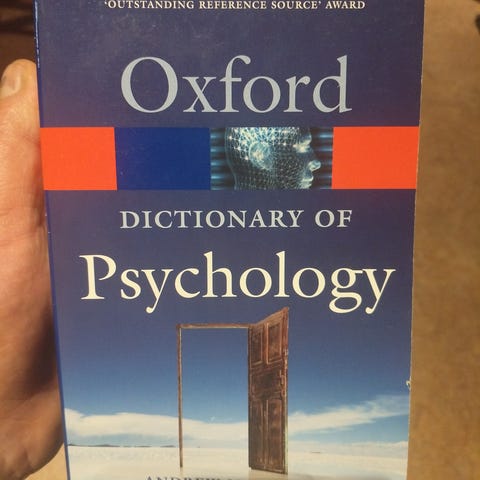 'OUTSTANDING REFERENCE SOURCE' AWARD
Oxford
DICTIONARY OF
Psychology